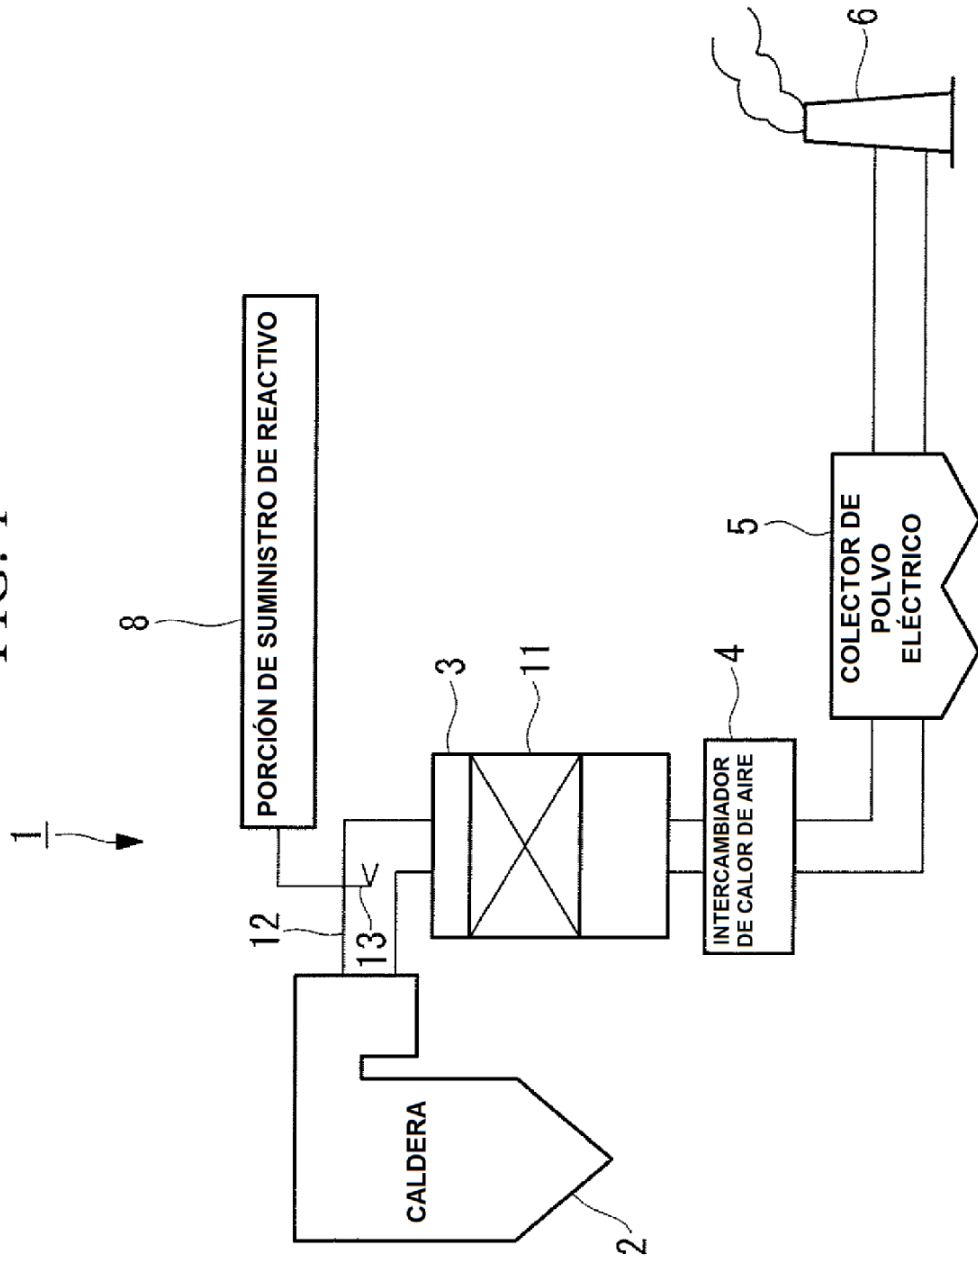 1
8
PORCIÓN DE SUMINISTRO DE REACTIVO
12
13
CALDERA
3
11
2
4
INTERCAMBIADOR
DE CALOR DE AIRE
5
COLECTOR DE
POLVO
ELÉCTRICO
6